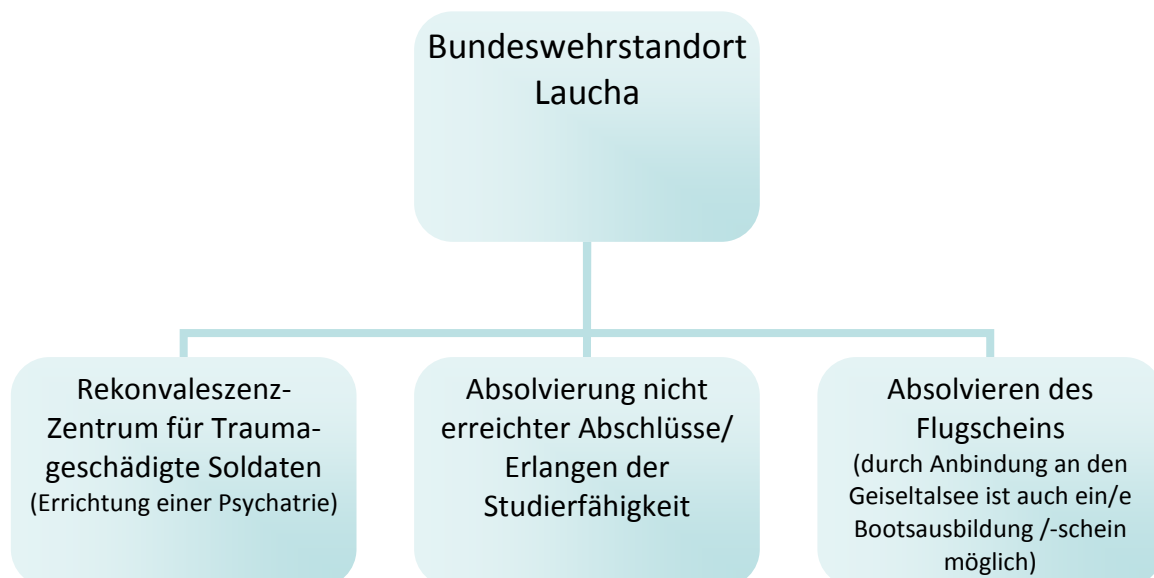 Bundeswehrstandort
Laucha
Rekonvaleszenz-
Zentrum für Trauma-
geschädigte Soldaten
(Errichtung einer Psychatrie)
Absolvierung nicht
erreichter Abschlüsse/
Erlangen der
Studierfähigkeit
Absolvieren des
Flugscheins
(durch Anbindung an den
Geiseltalsee ist auch ein/e
Bootsausbildung /-schein
möglich)